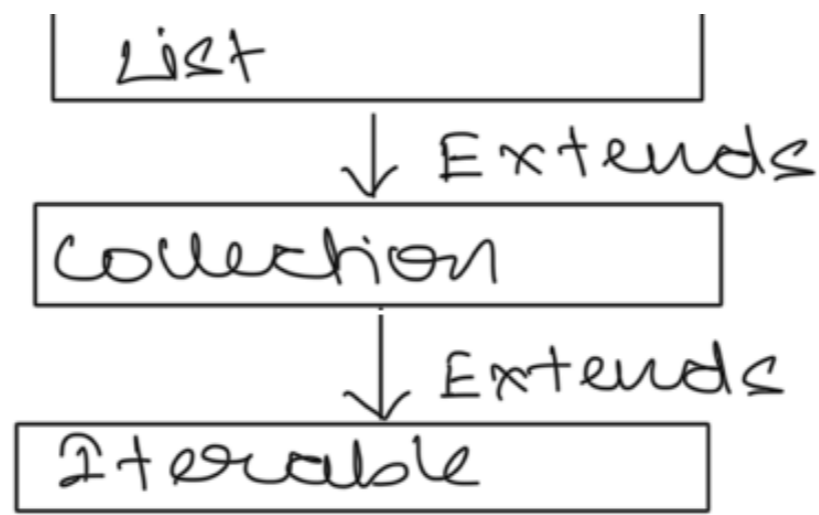 List
Extends
Collection
Extends
Iterable